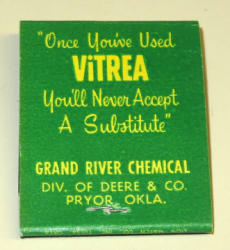 "Once You've Used
ViTREA
You'll Never Accept
A Substitute"
GRAND RIVER CHEMICAL
DIV. OF DEERE & CO.
PRYOR, OKLA.